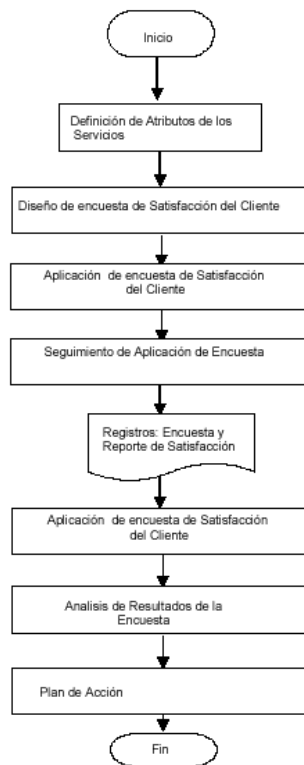 Inicio
Definición de Atributos de los
Servicios
Diseño de encuesta de Satisfacción del Cliente
Aplicación de encuesta de Satisfacción
del Cliente
Seguimiento de Aplicación de Encuesta
Registros: Encuesta y
Reporte de Satisfacción
Aplicación de encuesta de Satisfacción
del Cliente
Analisis de Resultados de la
Encuesta
Plan de Acción
Fin